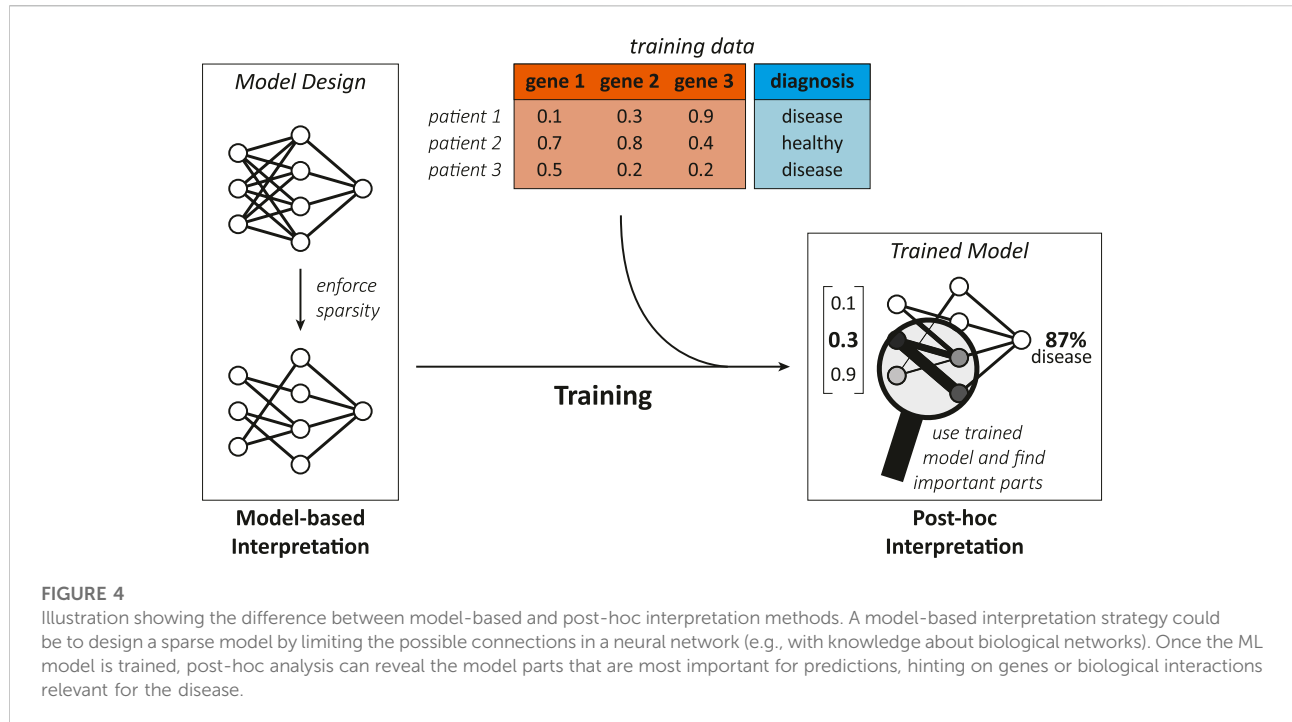 training data
Model Design
gene 1 gene 2 gene 3 diagnosis
patient 1 0.1 0.3 0.9 disease
patient 2 0.7 0.8 0.4 healthy
patient 3 0.5 0.2 0.2 disease
enforce
sparsity
Training
Trained Model
0.1
0.3
0.9
87%
disease
use trained
model and find
important parts
Model-based
Interpretation
Post-hoc
Interpretation
FIGURE 4
Illustration showing the difference between model-based and post-hoc interpretation methods. A model-based interpretation strategy could
be to design a sparse model by limiting the possible connections in a neural network (e.g., with knowledge about biological networks). Once the ML
model is trained, post-hoc analysis can reveal the model parts that are most important for predictions, hinting on genes or biological interactions
relevant for the disease.